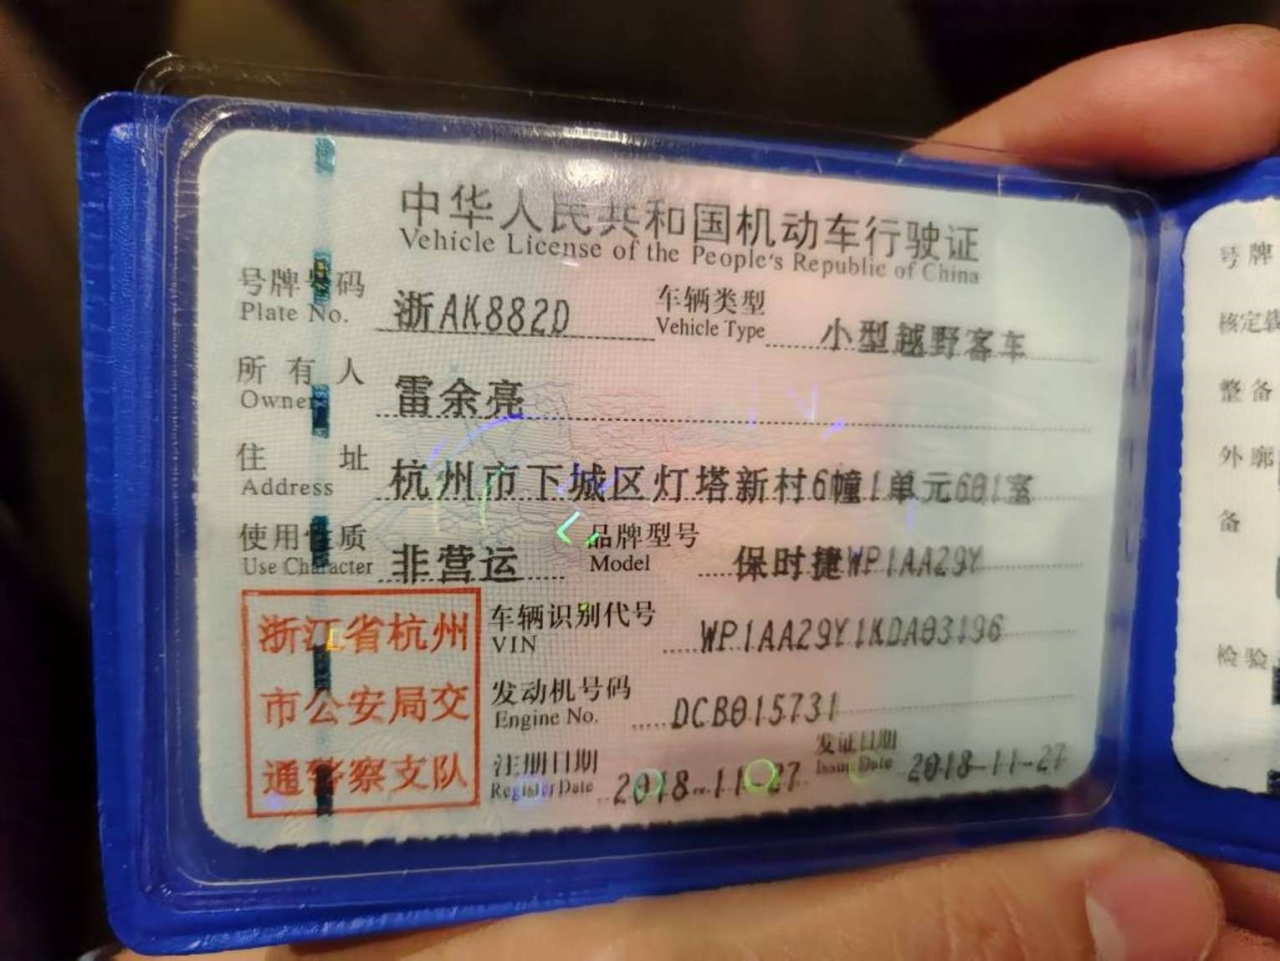 中华人民共和国机动车行驶证
Vehicle License of the People's Republic of China
号牌号码
Plate No.
浙AK882D
车辆类型
Vehicle Type
小型越野客车
所有人
Owner
雷余亮
住址
Address
杭州市下城区灯塔新村6幢1单元601室
使用性质
Use Character
非营运
品牌型号
Model
保时捷WP1AA29Y
浙江省杭州
市公安局交
通警察支队
车辆识别代号
VIN
WP1AA29Y1KDA03196
发动机号码
Engine No.
DCB015731
注册日期
Register Date
2018-11-27
发证日期
Issue Date
2018-11-27
号牌
核定载
整备
外廓
备
检验